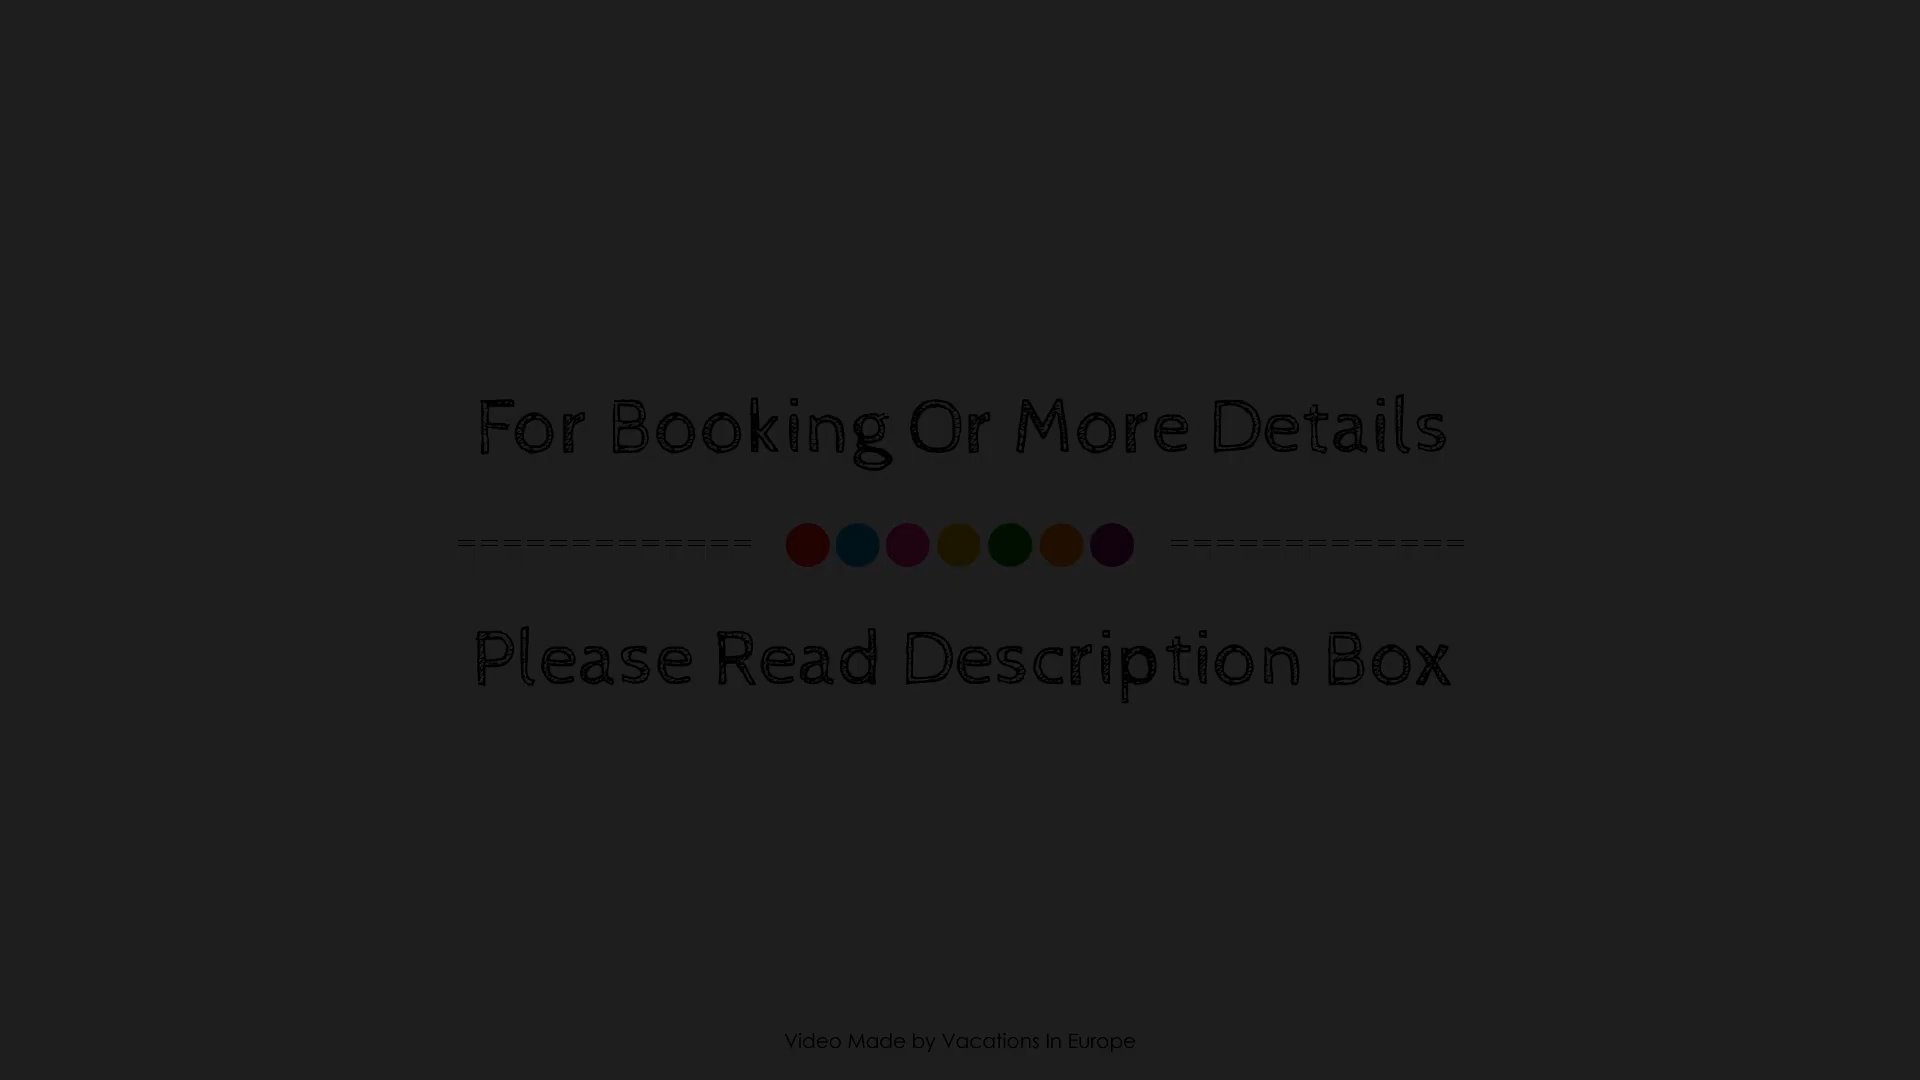 For Booking Or More Details
============= =============
Please Read Description Box
Video Made by Vacations In Europe